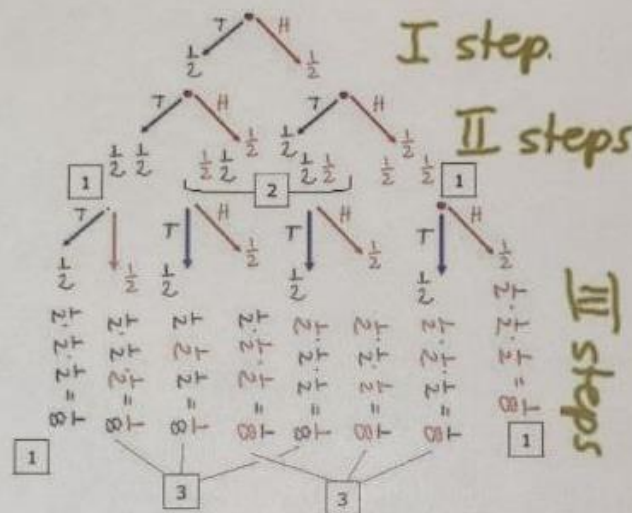 T H I step.
1/2 1/2
T H T H II steps
1/2 1/2 1/2 1/2 1/2 1/2 1/2 1/2
1 2 1
T T H T H T H
1/2 1/2 1/2 1/2 1/2 1/2 1/2 1/2
III steps
1/2 · 1/2 · 1/2 = 1/8
1/2 · 1/2 · 1/2 = 1/8
1/2 · 1/2 · 1/2 = 1/8
1/2 · 1/2 · 1/2 = 1/8
1/2 · 1/2 · 1/2 = 1/8
1/2 · 1/2 · 1/2 = 1/8
1/2 · 1/2 · 1/2 = 1/8
1/2 · 1/2 · 1/2 = 1/8
1 3 3 1